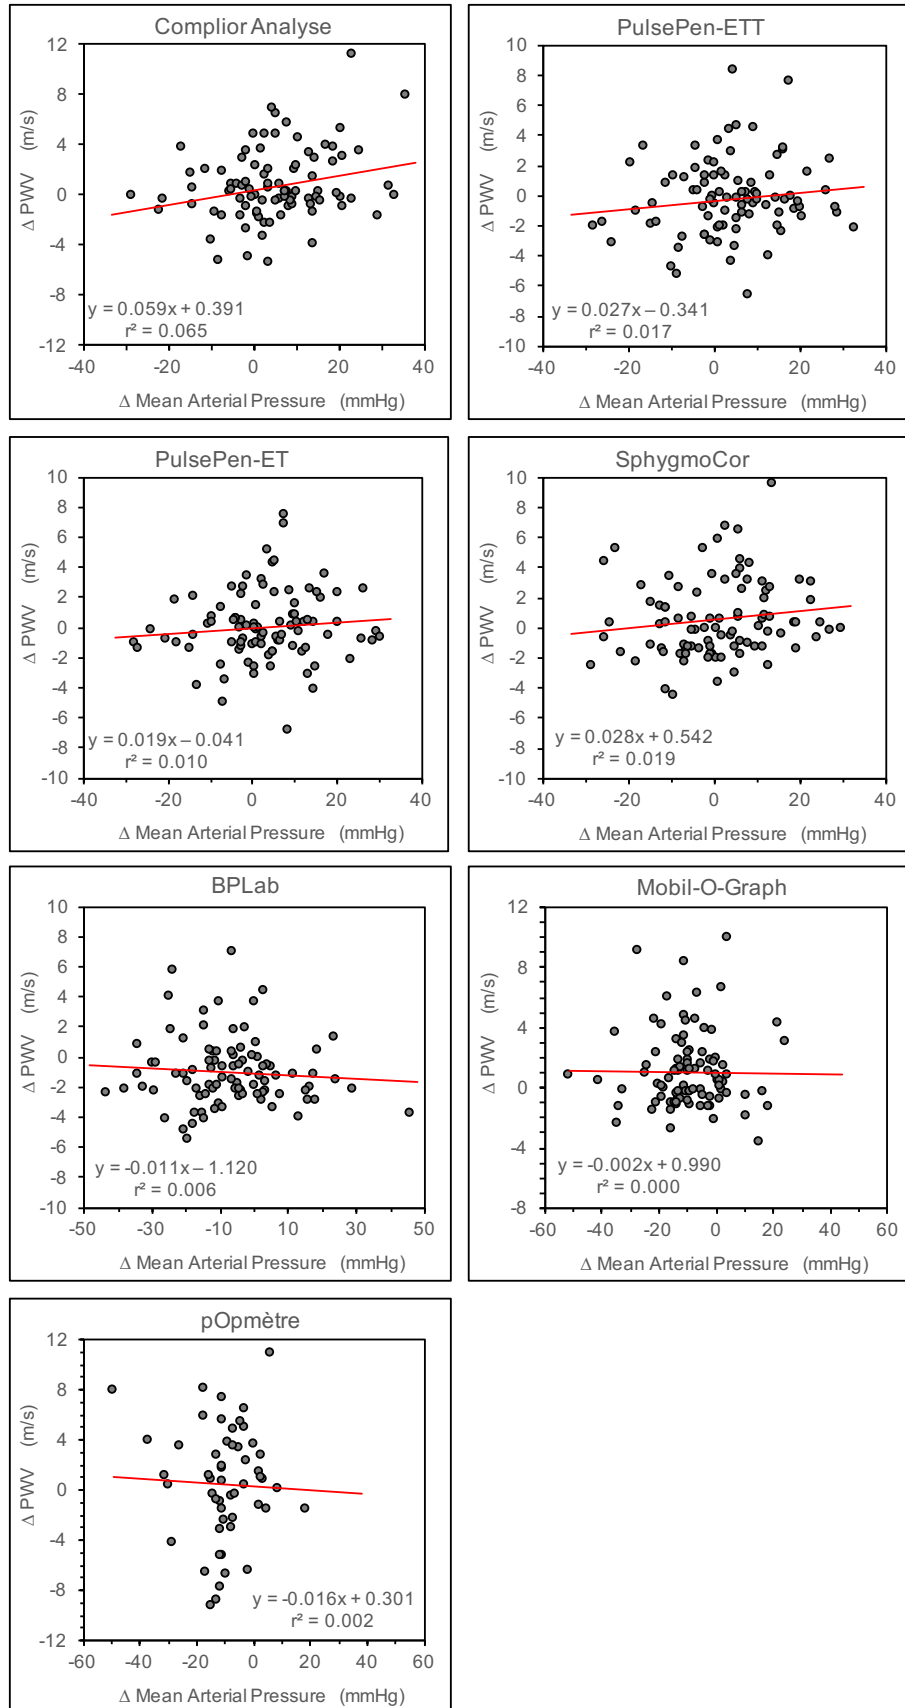 Complior Analyse
12
8
4
0
-4
-8
-12
Δ PWV (m/s)
y = 0.059x + 0.391
r² = 0.065
-40 -20 0 20 40
Δ Mean Arterial Pressure (mmHg)
PulsePen-ETT
10
8
6
4
2
0
-2
-4
-6
-8
-10
Δ PWV (m/s)
y = 0.027x – 0.341
r² = 0.017
-40 -20 0 20 40
Δ Mean Arterial Pressure (mmHg)
PulsePen-ET
10
8
6
4
2
0
-2
-4
-6
-8
-10
Δ PWV (m/s)
y = 0.019x – 0.041
r² = 0.010
-40 -20 0 20 40
Δ Mean Arterial Pressure (mmHg)
SphygmoCor
10
8
6
4
2
0
-2
-4
-6
-8
-10
Δ PWV (m/s)
y = 0.028x + 0.542
r² = 0.019
-40 -20 0 20 40
Δ Mean Arterial Pressure (mmHg)
BPLab
10
8
6
4
2
0
-2
-4
-6
-8
-10
Δ PWV (m/s)
y = -0.011x – 1.120
r² = 0.006
-50 -30 -10 10 30 50
Δ Mean Arterial Pressure (mmHg)
Mobil-O-Graph
12
8
4
0
-4
-8
Δ PWV (m/s)
y = -0.002x + 0.990
r² = 0.000
-60 -40 -20 0 20 40 60
Δ Mean Arterial Pressure (mmHg)
pOpmètre
12
8
4
0
-4
-8
-12
Δ PWV (m/s)
y = -0.016x + 0.301
r² = 0.002
-60 -40 -20 0 20 40 60
Δ Mean Arterial Pressure (mmHg)